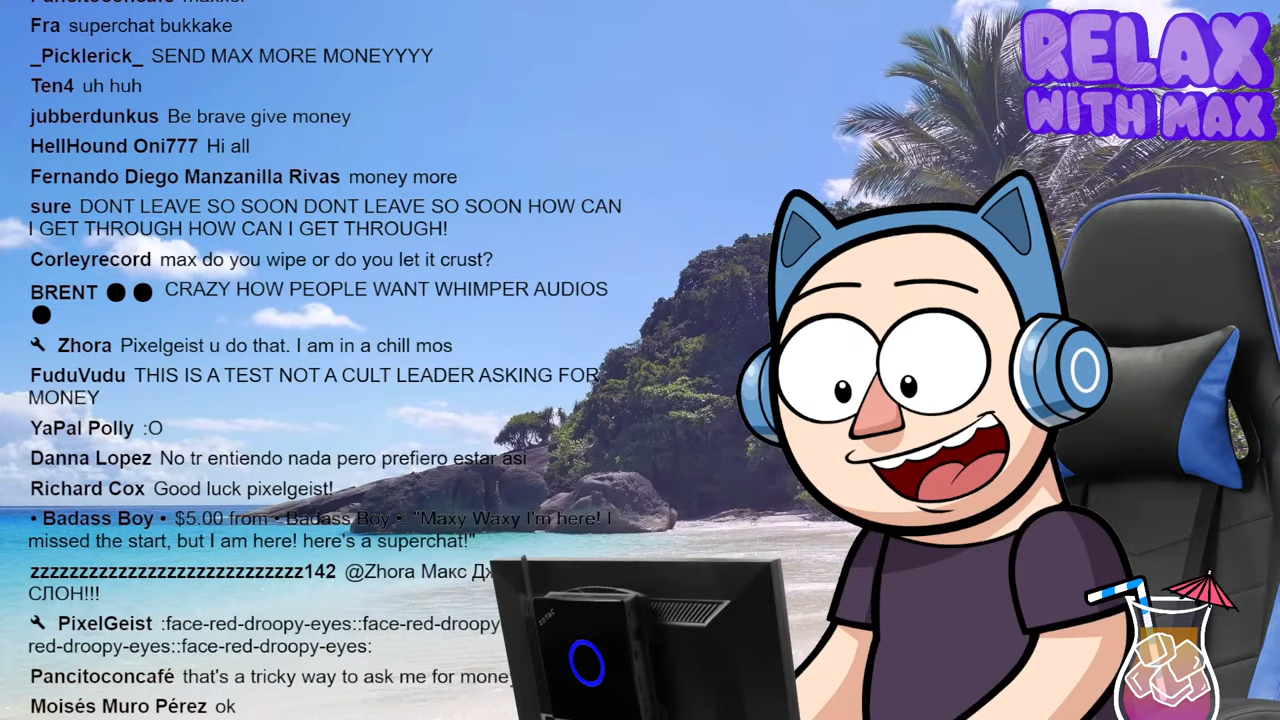 Fra superchat bukkake
_Picklerick_ SEND MAX MORE MONEYYYY
Ten4 uh huh
jubberdunkus Be brave give money
HellHound Oni777 Hi all
Fernando Diego Manzanilla Rivas money more
sure DONT LEAVE SO SOON DONT LEAVE SO SOON HOW CAN
I GET THROUGH HOW CAN I GET THROUGH!
Corleyrecord max do you wipe or do you let it crust?
BRENT CRAZY HOW PEOPLE WANT WHIMPER AUDIOS
Zhora Pixelgeist u do that. I am in a chill mos
FuduVudu THIS IS A TEST NOT A CULT LEADER ASKING FOR
MONEY
YaPal Polly :O
Danna Lopez No tr entiendo nada pero prefiero estar asi
Richard Cox Good luck pixelgeist!
• Badass Boy • $5.00 from • Badass Boy •: "Maxy Waxy I'm here! I
missed the start, but I am here! here's a superchat!"
zzzzzzzzzzzzzzzzzzzzzzzzzzzz142 @Zhora Макс
СЛОН!!!
PixelGeist :face-red-droopy-eyes::face-red-droopy
red-droopy-eyes::face-red-droopy-eyes:
Pancitoconcafé that's a tricky way to ask me for
Moisés Muro Pérez ok
RELAX
WITH MAX
ZOTAC